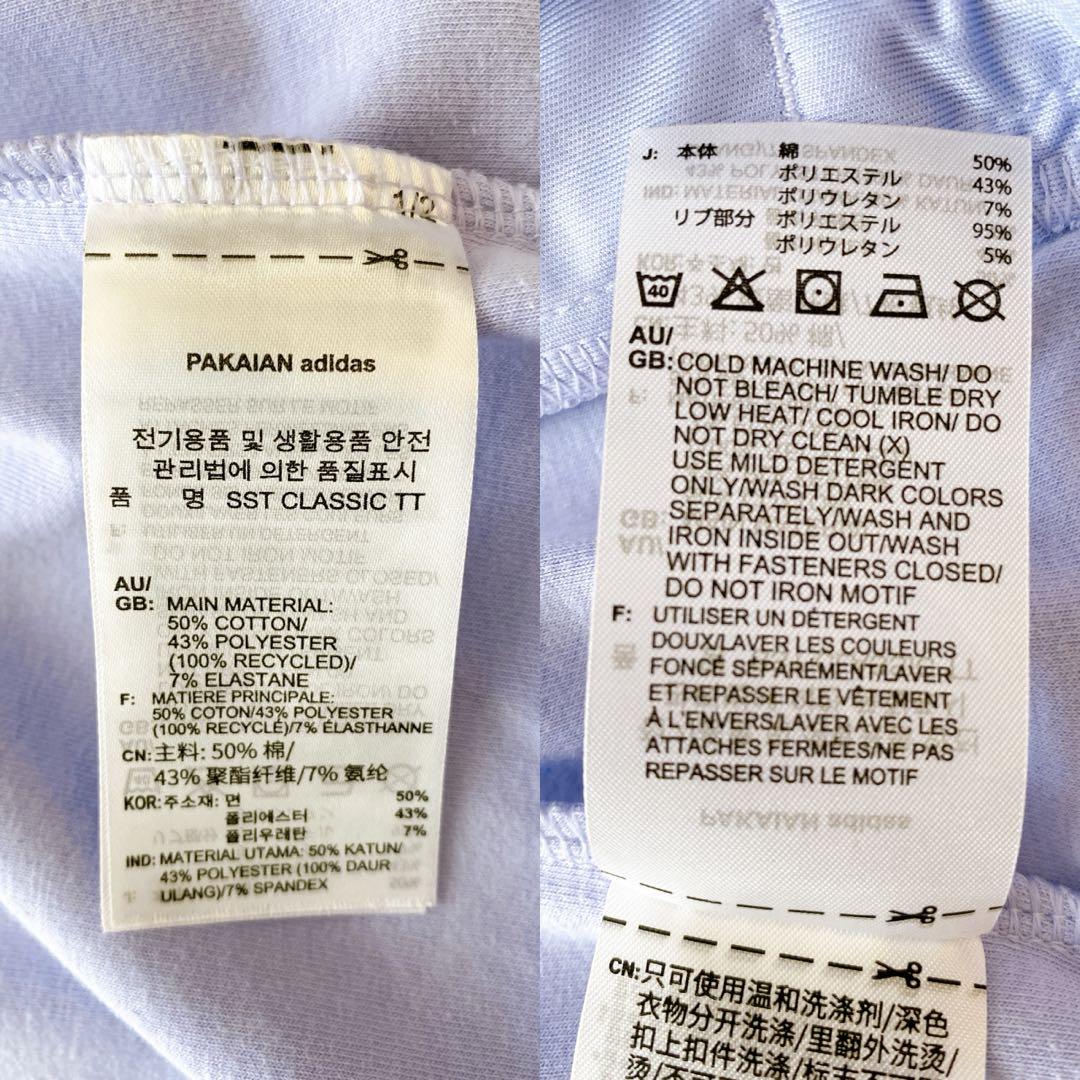 1/2
PAKAIAN adidas
전기용품 및 생활용품 안전
관리법에 의한 품질표시
품 명 SST CLASSIC TT
AU/
GB: MAIN MATERIAL:
50% COTTON/
43% POLYESTER
(100% RECYCLED)/
7% ELASTANE
F: MATIERE PRINCIPALE:
50% COTON/43% POLYESTER
(100% RECYCLÉ)/7% ÉLASTHANNE
CN:主料: 50% 棉/
43% 聚酯纤维/7% 氨纶
KOR:주소재: 면 50%
폴리에스터 43%
폴리우레탄 7%
IND: MATERIAL UTAMA: 50% KATUN/
43% POLYESTER (100% DAUR
ULANG)/7% SPANDEX
J: 本体 綿 50%
ポリエステル 43%
ポリウレタン 7%
リブ部分 ポリエステル 95%
ポリウレタン 5%
40
AU/
GB: COLD MACHINE WASH/ DO
NOT BLEACH/ TUMBLE DRY
LOW HEAT/ COOL IRON/ DO
NOT DRY CLEAN (X)
USE MILD DETERGENT
ONLY/WASH DARK COLORS
SEPARATELY/WASH AND
IRON INSIDE OUT/WASH
WITH FASTENERS CLOSED/
DO NOT IRON MOTIF
F: UTILISER UN DÉTERGENT
DOUX/LAVER LES COULEURS
FONCÉ SÉPARÉMENT/LAVER
ET REPASSER LE VÊTEMENT
À L'ENVERS/LAVER AVEC LES
ATTACHES FERMÉES/NE PAS
REPASSER SUR LE MOTIF
CN:只可使用温和洗涤剂/深色
衣物分开洗涤/里翻外洗烫/
扣上扣件洗涤/标志不